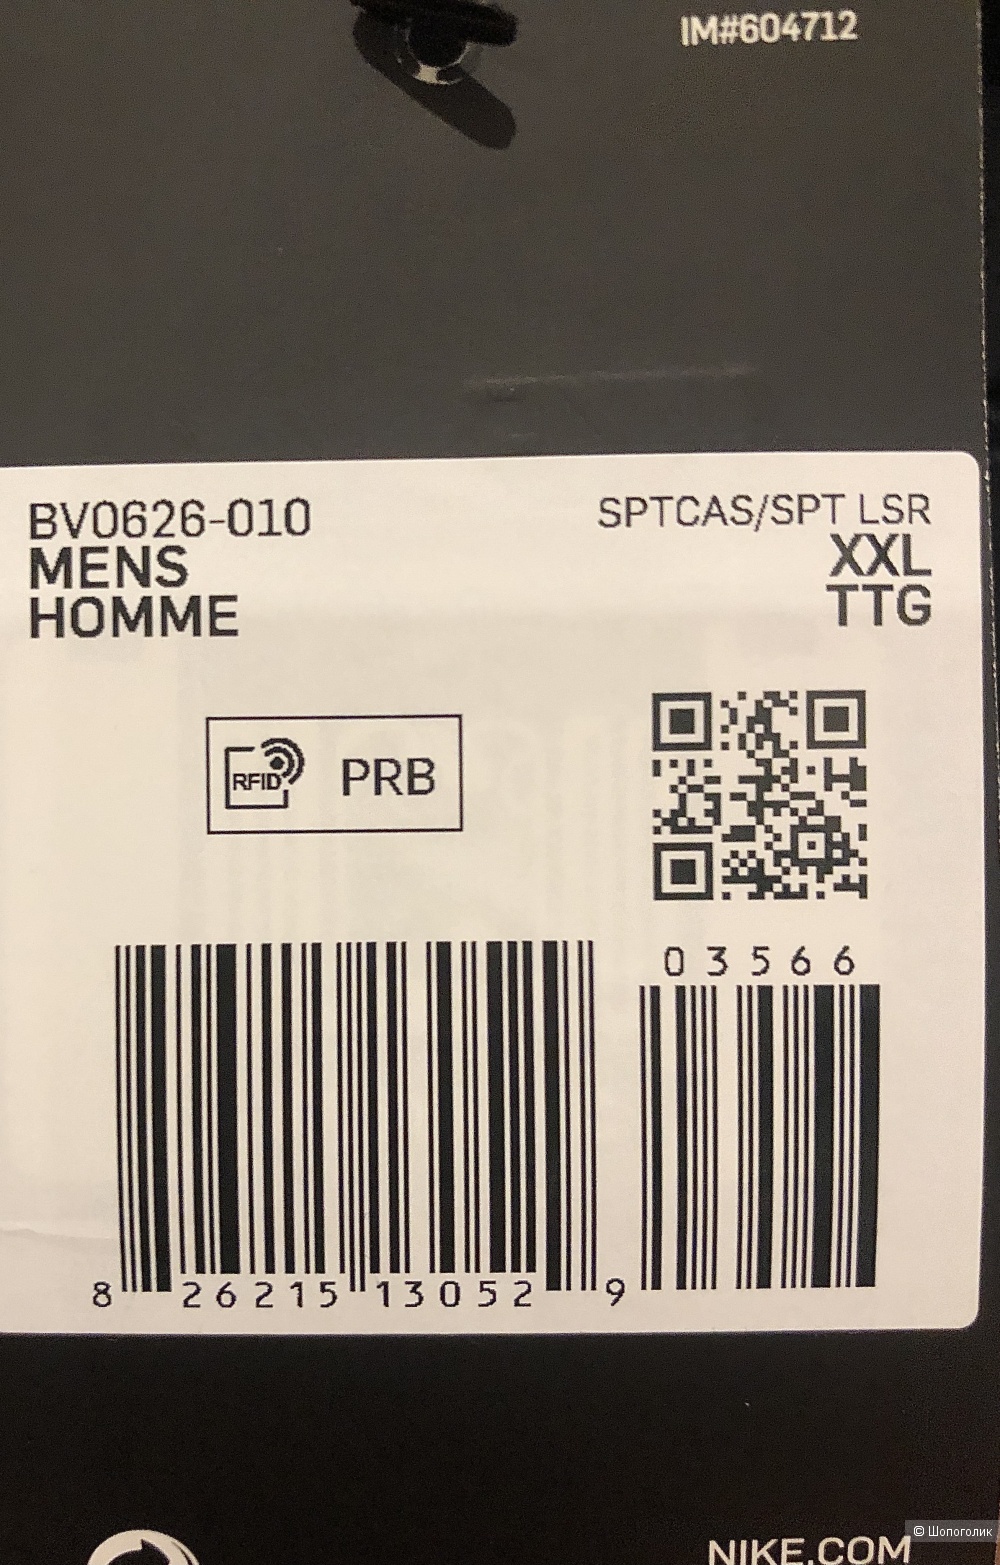 IM#604712
BV0626-010
SPTCAS/SPT LSR
MENS
XXL
HOMME
TTG
RFID
PRB
03566
8 26215 13052 9
© Шопоголик
NIKE.COM